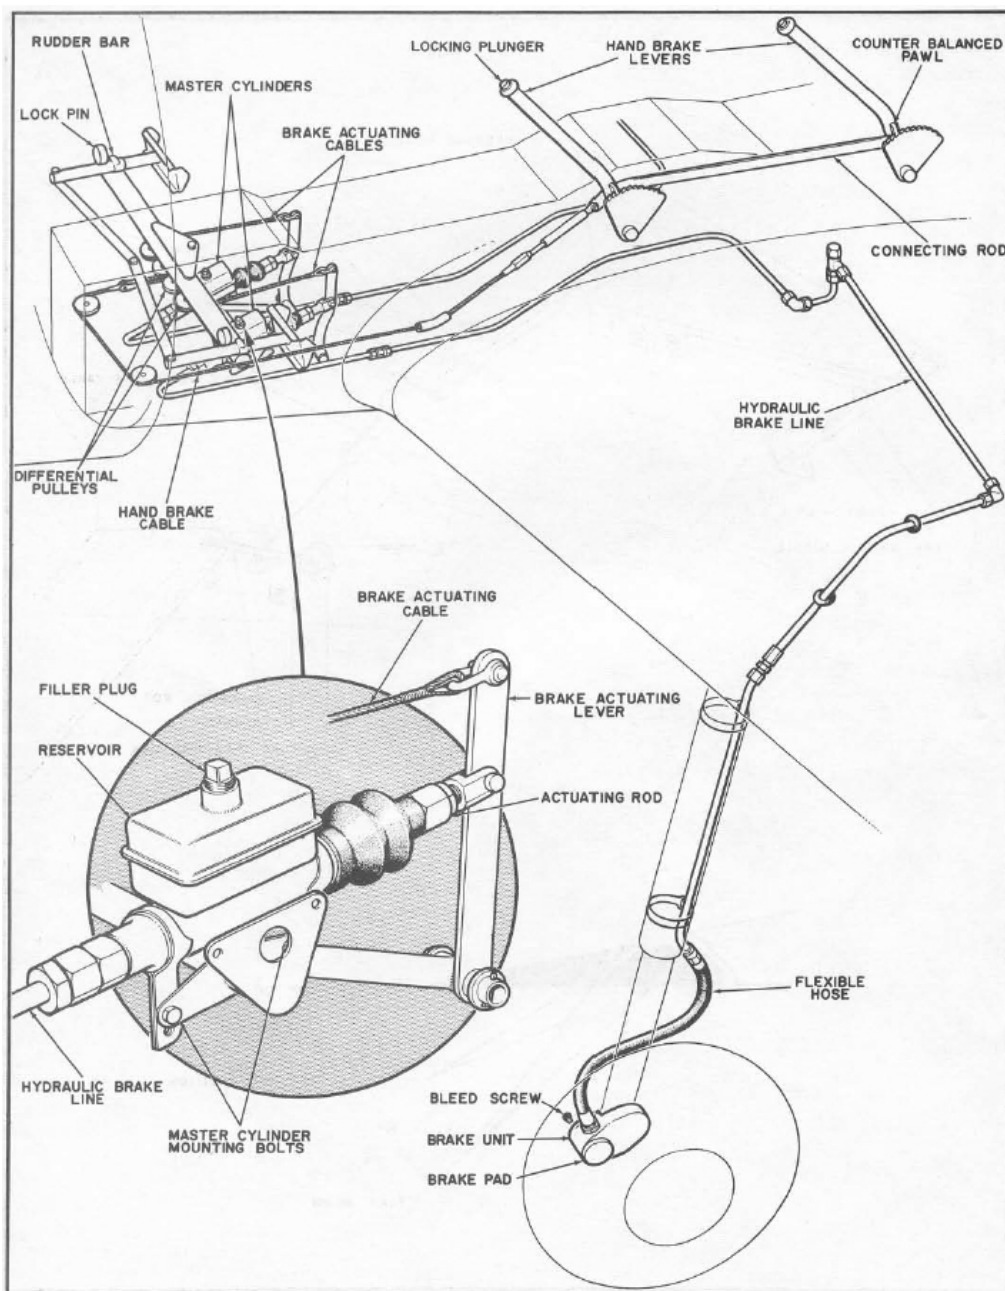 RUDDER BAR
LOCK PIN
MASTER CYLINDERS
BRAKE ACTUATING
CABLES
LOCKING PLUNGER
HAND BRAKE
LEVERS
COUNTER BALANCED
PAWL
CONNECTING ROD
HYDRAULIC
BRAKE LINE
DIFFERENTIAL
PULLEYS
HAND BRAKE
CABLE
BRAKE ACTUATING
CABLE
FILLER PLUG
BRAKE ACTUATING
LEVER
RESERVOIR
ACTUATING ROD
FLEXIBLE
HOSE
HYDRAULIC BRAKE
LINE
MASTER CYLINDER
MOUNTING BOLTS
BLEED SCREW
BRAKE UNIT
BRAKE PAD